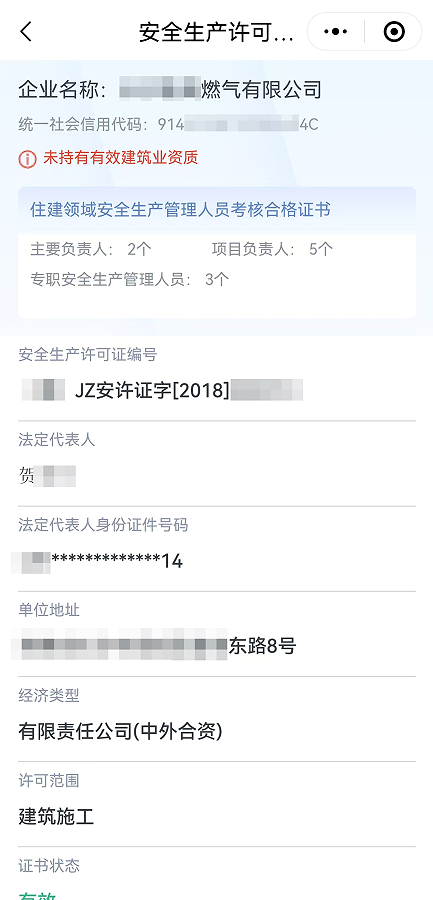 安全生产许可...
企业名称： 燃气有限公司
统一社会信用代码：914 4C
未持有有效建筑业资质
住建领域安全生产管理人员考核合格证书
主要负责人： 2个 项目负责人： 5个
专职安全生产管理人员： 3个
安全生产许可证编号
JZ安许证字[2018]
法定代表人
贺
法定代表人身份证件号码
*************14
单位地址
东路8号
经济类型
有限责任公司(中外合资)
许可范围
建筑施工
证书状态
有效